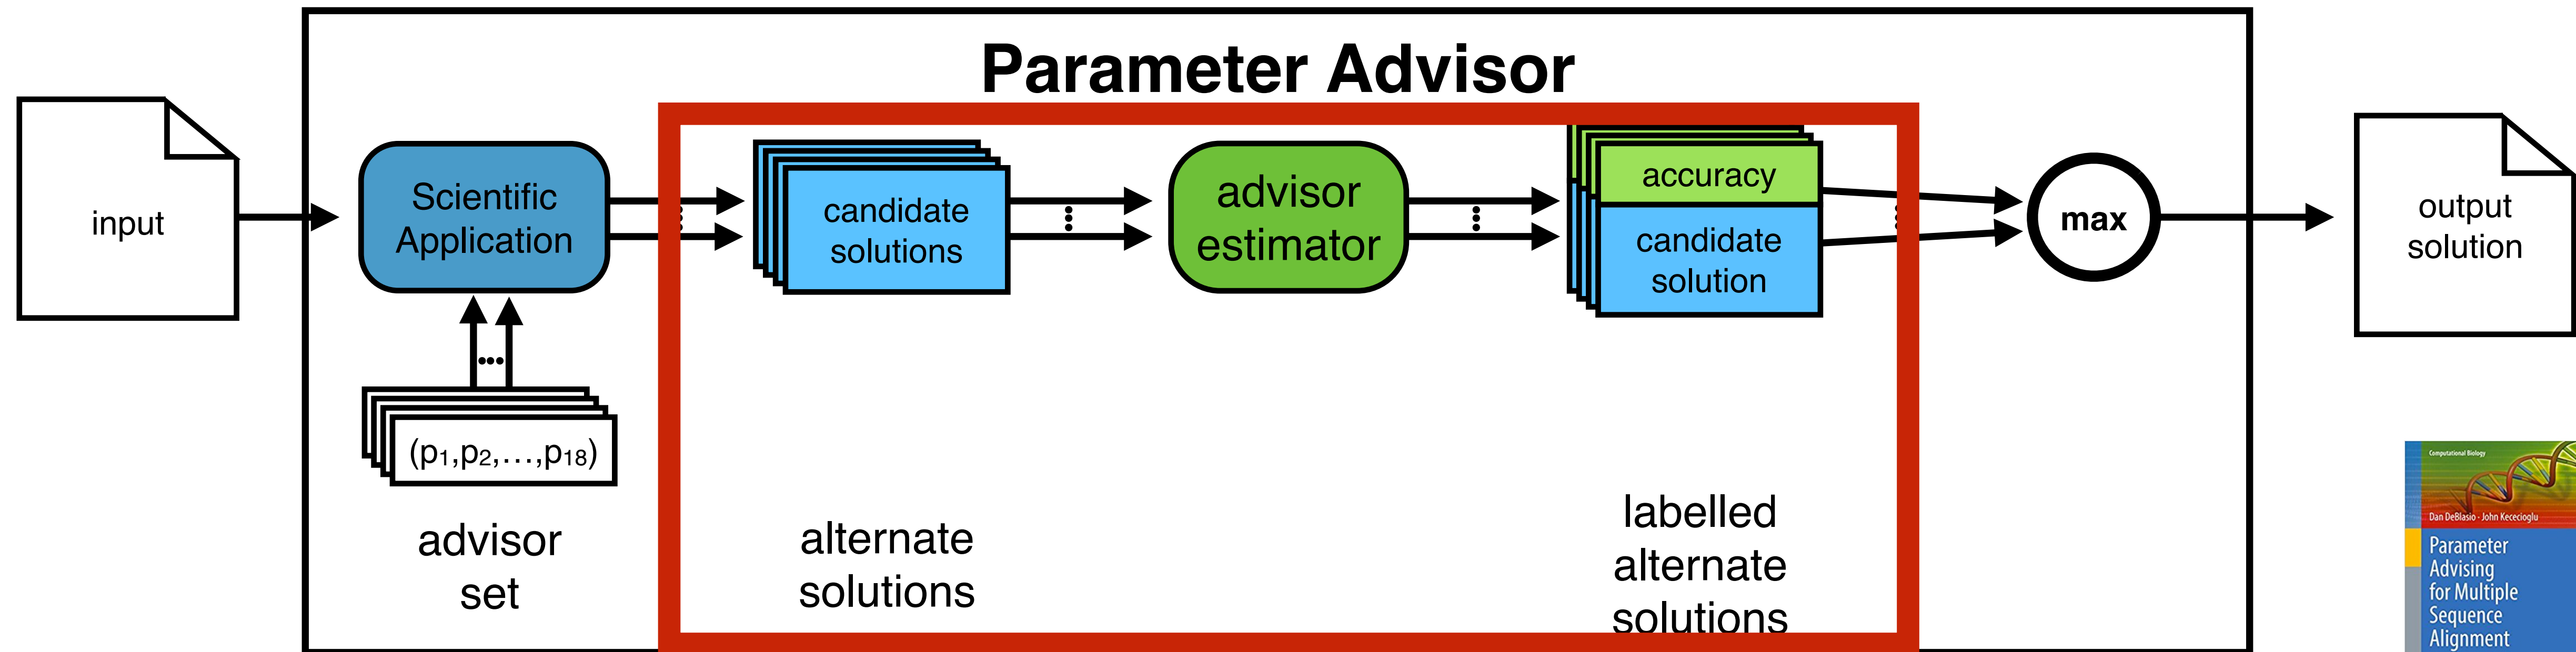 Parameter Advisor
input
Scientific
Application
candidate
solutions
advisor
estimator
accuracy
candidate
solution
max
output
solution
(p₁,p₂,...,p₁₈)
advisor
set
alternate
solutions
labelled
alternate
solutions
Computational Biology
Dan DeBlasio · John Kececioglu
Parameter
Advising
for Multiple
Sequence
Alignment